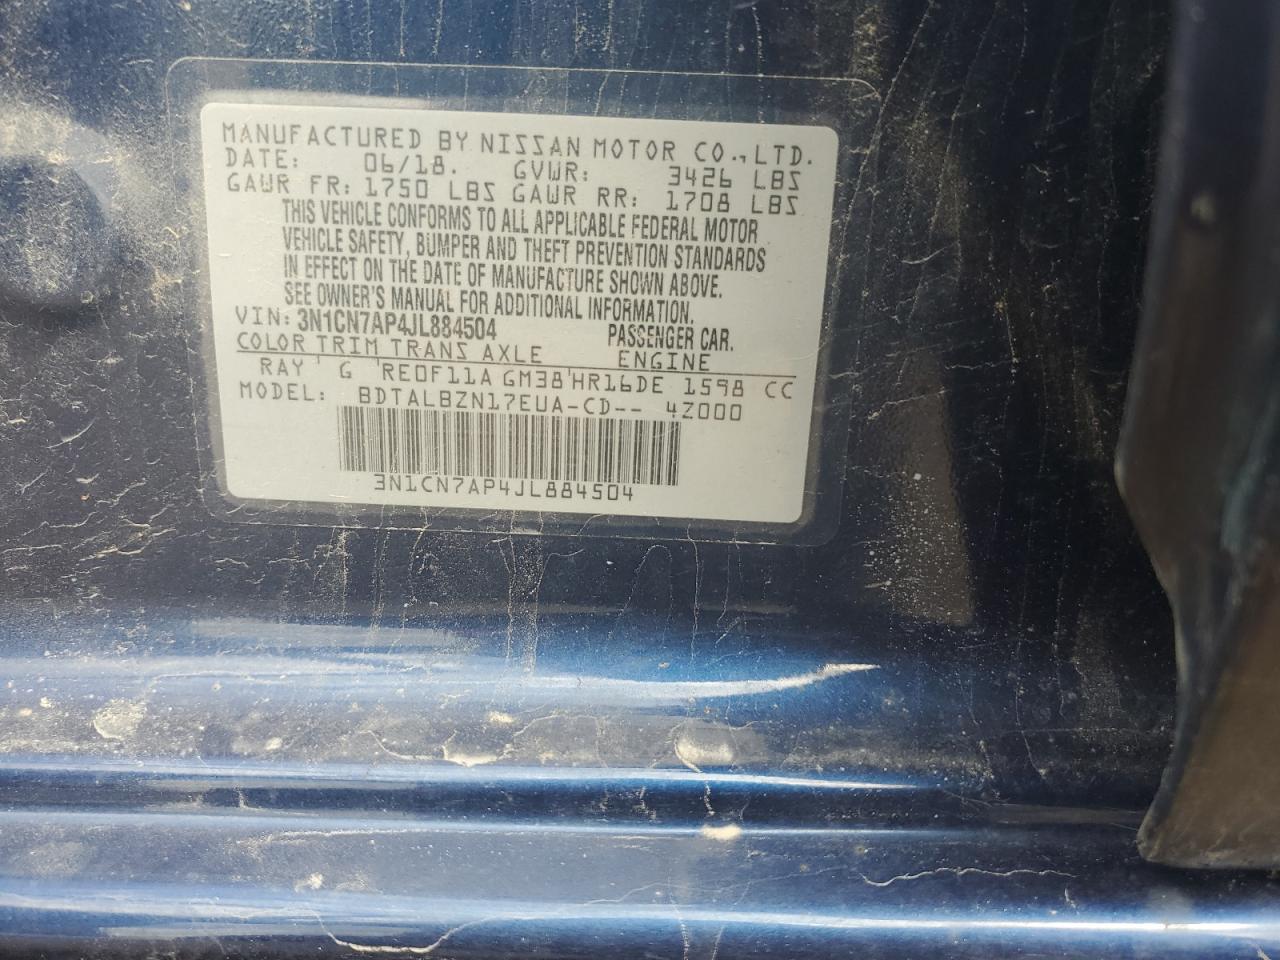 MANUFACTURED BY NISSAN MOTOR CO.,LTD.
DATE: 06/18. GVWR: 3426 LBS
GAWR FR: 1750 LBS GAWR RR: 1708 LBS
THIS VEHICLE CONFORMS TO ALL APPLICABLE FEDERAL MOTOR
VEHICLE SAFETY, BUMPER AND THEFT PREVENTION STANDARDS
IN EFFECT ON THE DATE OF MANUFACTURE SHOWN ABOVE.
SEE OWNER'S MANUAL FOR ADDITIONAL INFORMATION.
VIN: 3N1CN7AP4JL884504 PASSENGER CAR.
COLOR TRIM TRANS AXLE ENGINE
RAY ' G 'RE0F11A GM38'HR16DE 1598 CC
MODEL: BDTALBZN17EUA-CD-- 4Z000
3N1CN7AP4JL884504